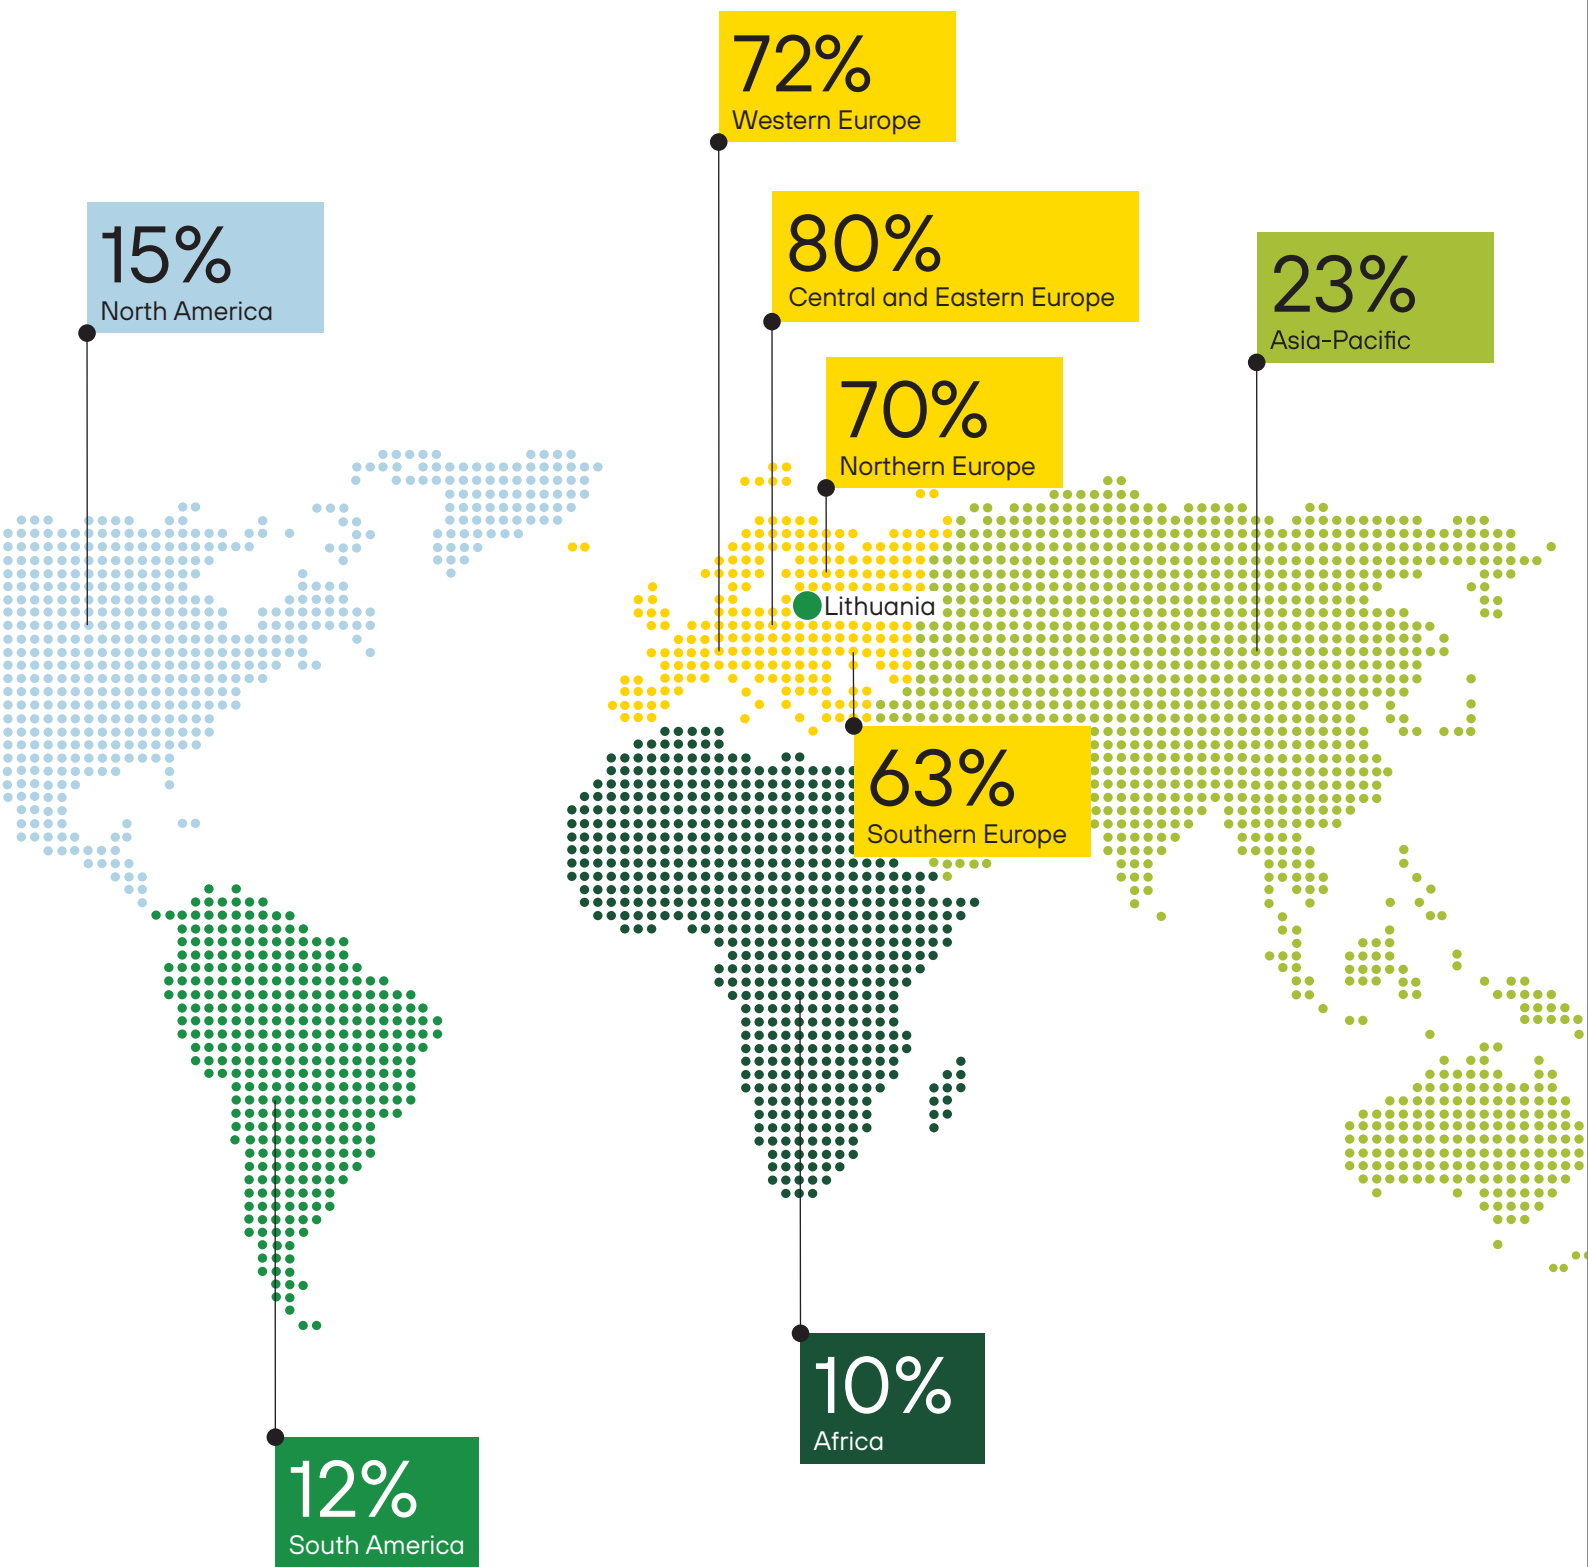 72%
Western Europe
15%
North America
80%
Central and Eastern Europe
23%
Asia-Pacific
70%
Northern Europe
Lithuania
63%
Southern Europe
10%
Africa
12%
South America